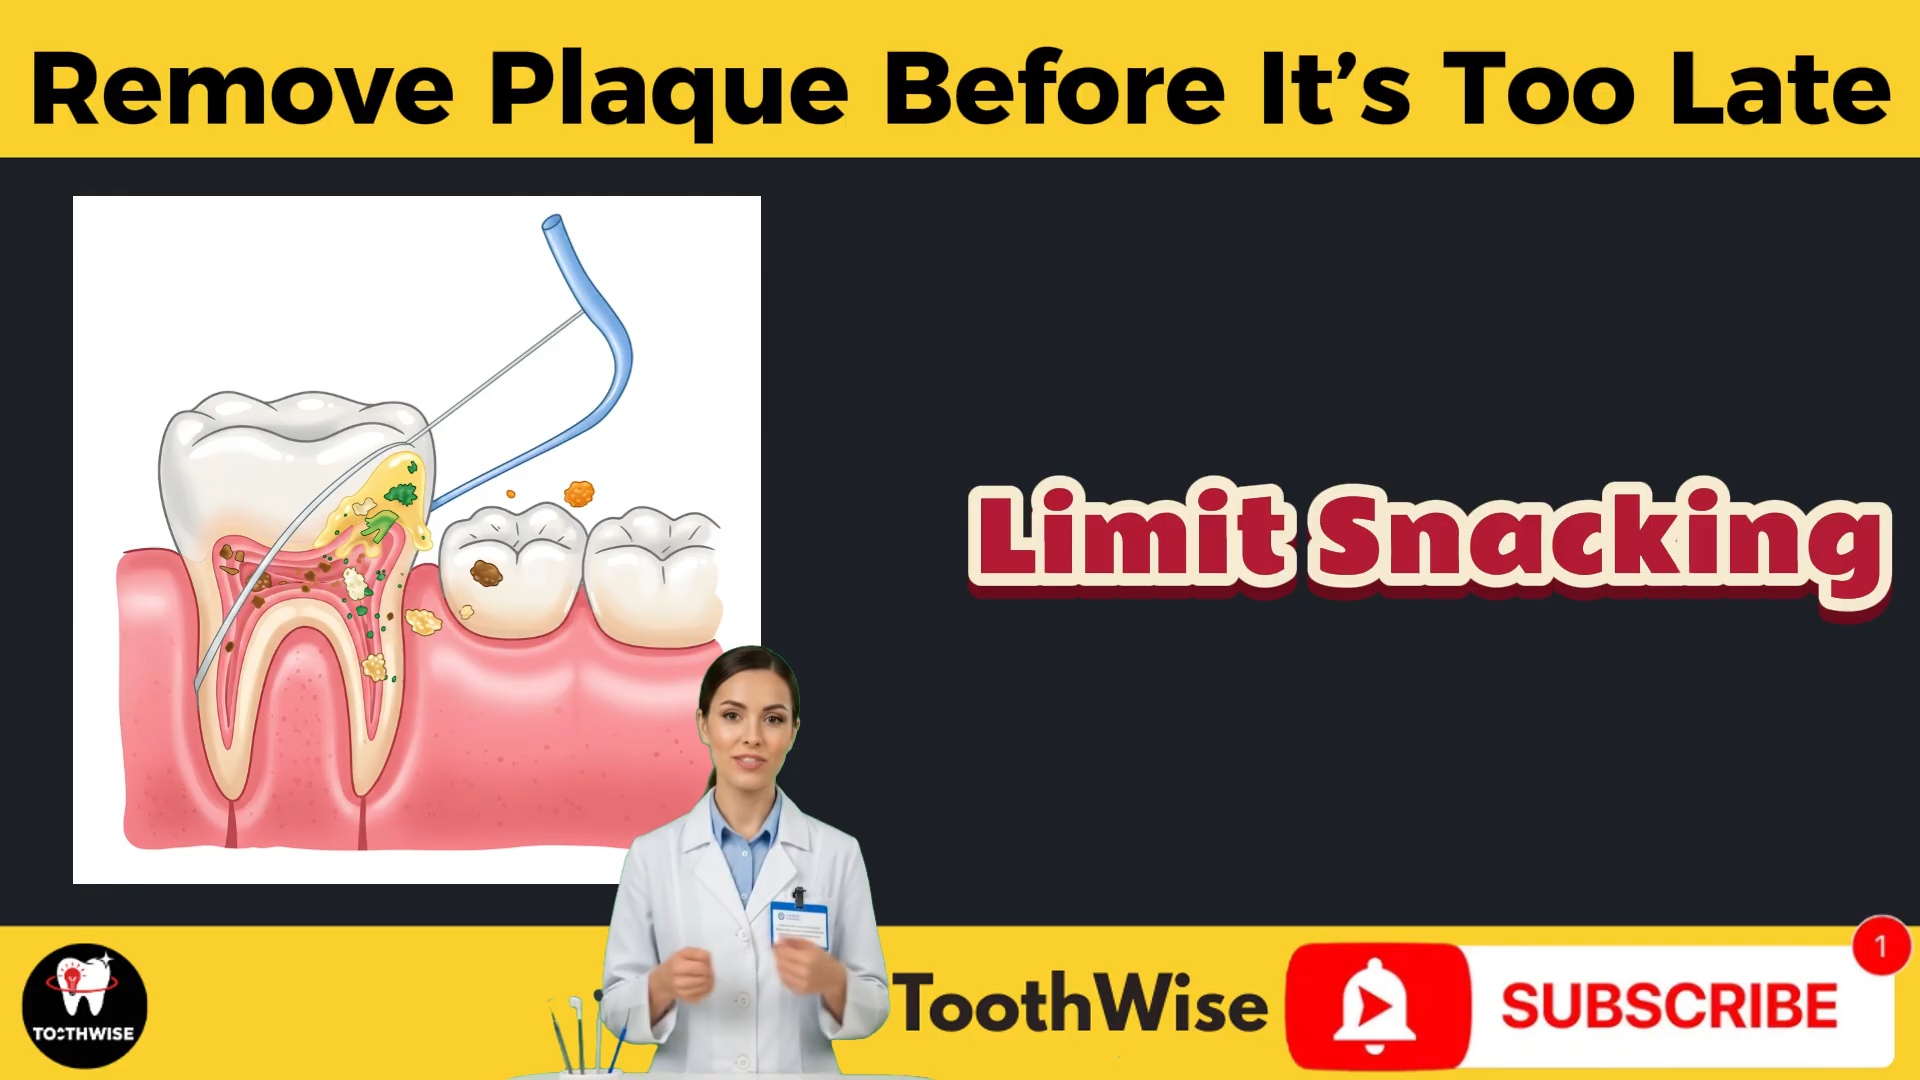 Remove Plaque Before It’s Too Late
Limit Snacking
TOOTHWISE
ToothWise
SUBSCRIBE
1